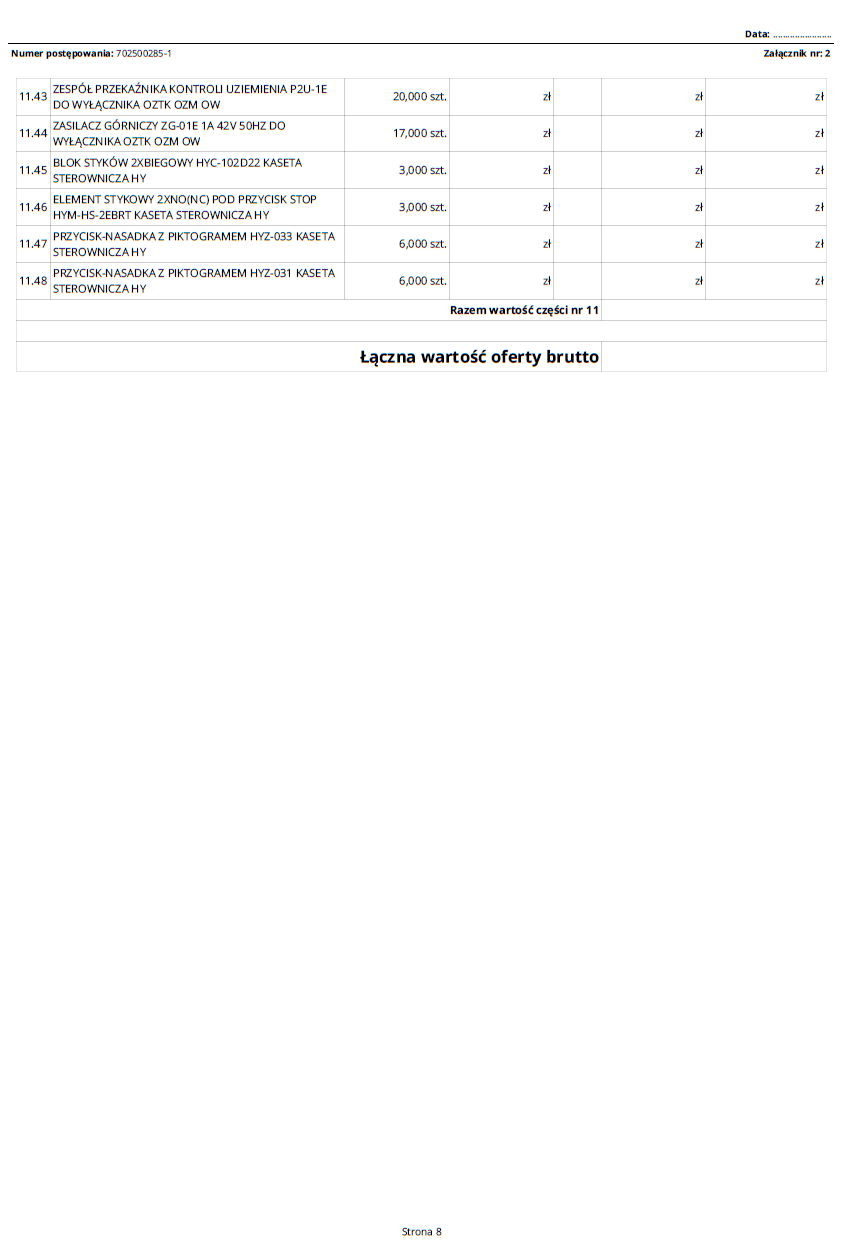 Data: ........................
Numer postępowania: 702500285-1 Załącznik nr: 2
11.43 ZESPÓŁ PRZEKAŹNIKA KONTROLI UZIEMIENIA P2U-1E
DO WYŁĄCZNIKA OZTK OZM OW 20,000 szt. zł zł zł
11.44 ZASILACZ GÓRNICZY ZG-01E 1A 42V 50HZ DO
WYŁĄCZNIKA OZTK OZM OW 17,000 szt. zł zł zł
11.45 BLOK STYKÓW 2XBIEGOWY HYC-102D22 KASETA
STEROWNICZA HY 3,000 szt. zł zł zł
11.46 ELEMENT STYKOWY 2XNO(NC) POD PRZYCISK STOP
HYM-HS-2EBRT KASETA STEROWNICZA HY 3,000 szt. zł zł zł
11.47 PRZYCISK-NASADKA Z PIKTOGRAMEM HYZ-033 KASETA
STEROWNICZA HY 6,000 szt. zł zł zł
11.48 PRZYCISK-NASADKA Z PIKTOGRAMEM HYZ-031 KASETA
STEROWNICZA HY 6,000 szt. zł zł zł
Razem wartość części nr 11
Łączna wartość oferty brutto
Strona 8